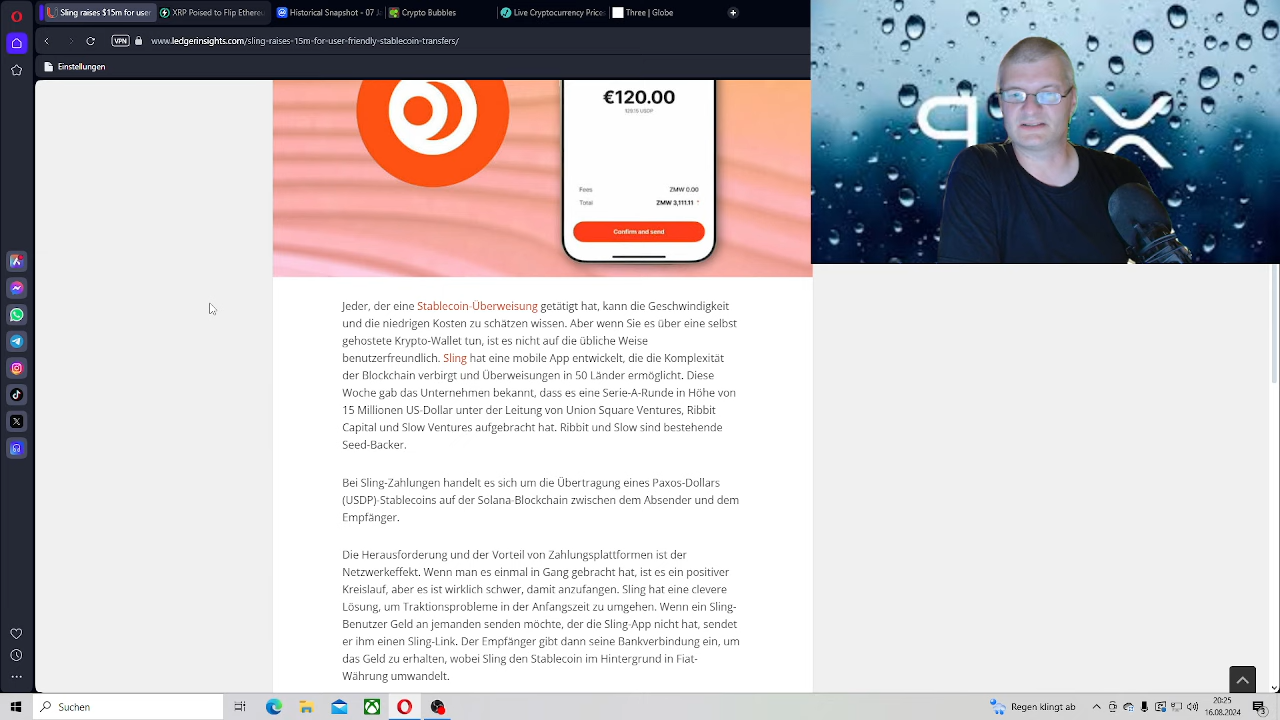 Sling raises $15m for user
XRP Poised to Flip Ethereu
Historical Snapshot - 07 Ja
Crypto Bubbles
Live Cryptocurrency Prices
Three | Globe
VPN
www.ledgerinsights.com/sling-raises-15m-for-user-friendly-stablecoin-transfers/
Einstellungen
€120.00
Fees ZMW 0.00
Total ZMW 3,111.11
Confirm and send
Jeder, der eine Stablecoin-Überweisung getätigt hat, kann die Geschwindigkeit
und die niedrigen Kosten zu schätzen wissen. Aber wenn Sie es über eine selbst
gehostete Krypto-Wallet tun, ist es nicht auf die übliche Weise
benutzerfreundlich. Sling hat eine mobile App entwickelt, die die Komplexität
der Blockchain verbirgt und Überweisungen in 50 Länder ermöglicht. Diese
Woche gab das Unternehmen bekannt, dass es eine Serie-A-Runde in Höhe von
15 Millionen US-Dollar unter der Leitung von Union Square Ventures, Ribbit
Capital und Slow Ventures aufgebracht hat. Ribbit und Slow sind bestehende
Seed-Backer.
Bei Sling-Zahlungen handelt es sich um die Übertragung eines Paxos-Dollars
(USDP)-Stablecoins auf der Solana-Blockchain zwischen dem Absender und dem
Empfänger.
Die Herausforderung und der Vorteil von Zahlungsplattformen ist der
Netzwerkeffekt. Wenn man es einmal in Gang gebracht hat, ist es ein positiver
Kreislauf, aber es ist wirklich schwer, damit anzufangen. Sling hat eine clevere
Lösung, um Traktionsprobleme in der Anfangszeit zu umgehen. Wenn ein Sling-
Benutzer Geld an jemanden senden möchte, der die Sling-App nicht hat, sendet
er ihm einen Sling-Link. Der Empfänger gibt dann seine Bankverbindung ein, um
das Geld zu erhalten, wobei Sling den Stablecoin im Hintergrund in Fiat-
Währung umwandelt.
Suchen
Regen klingt ab
20:25
16.08.2024